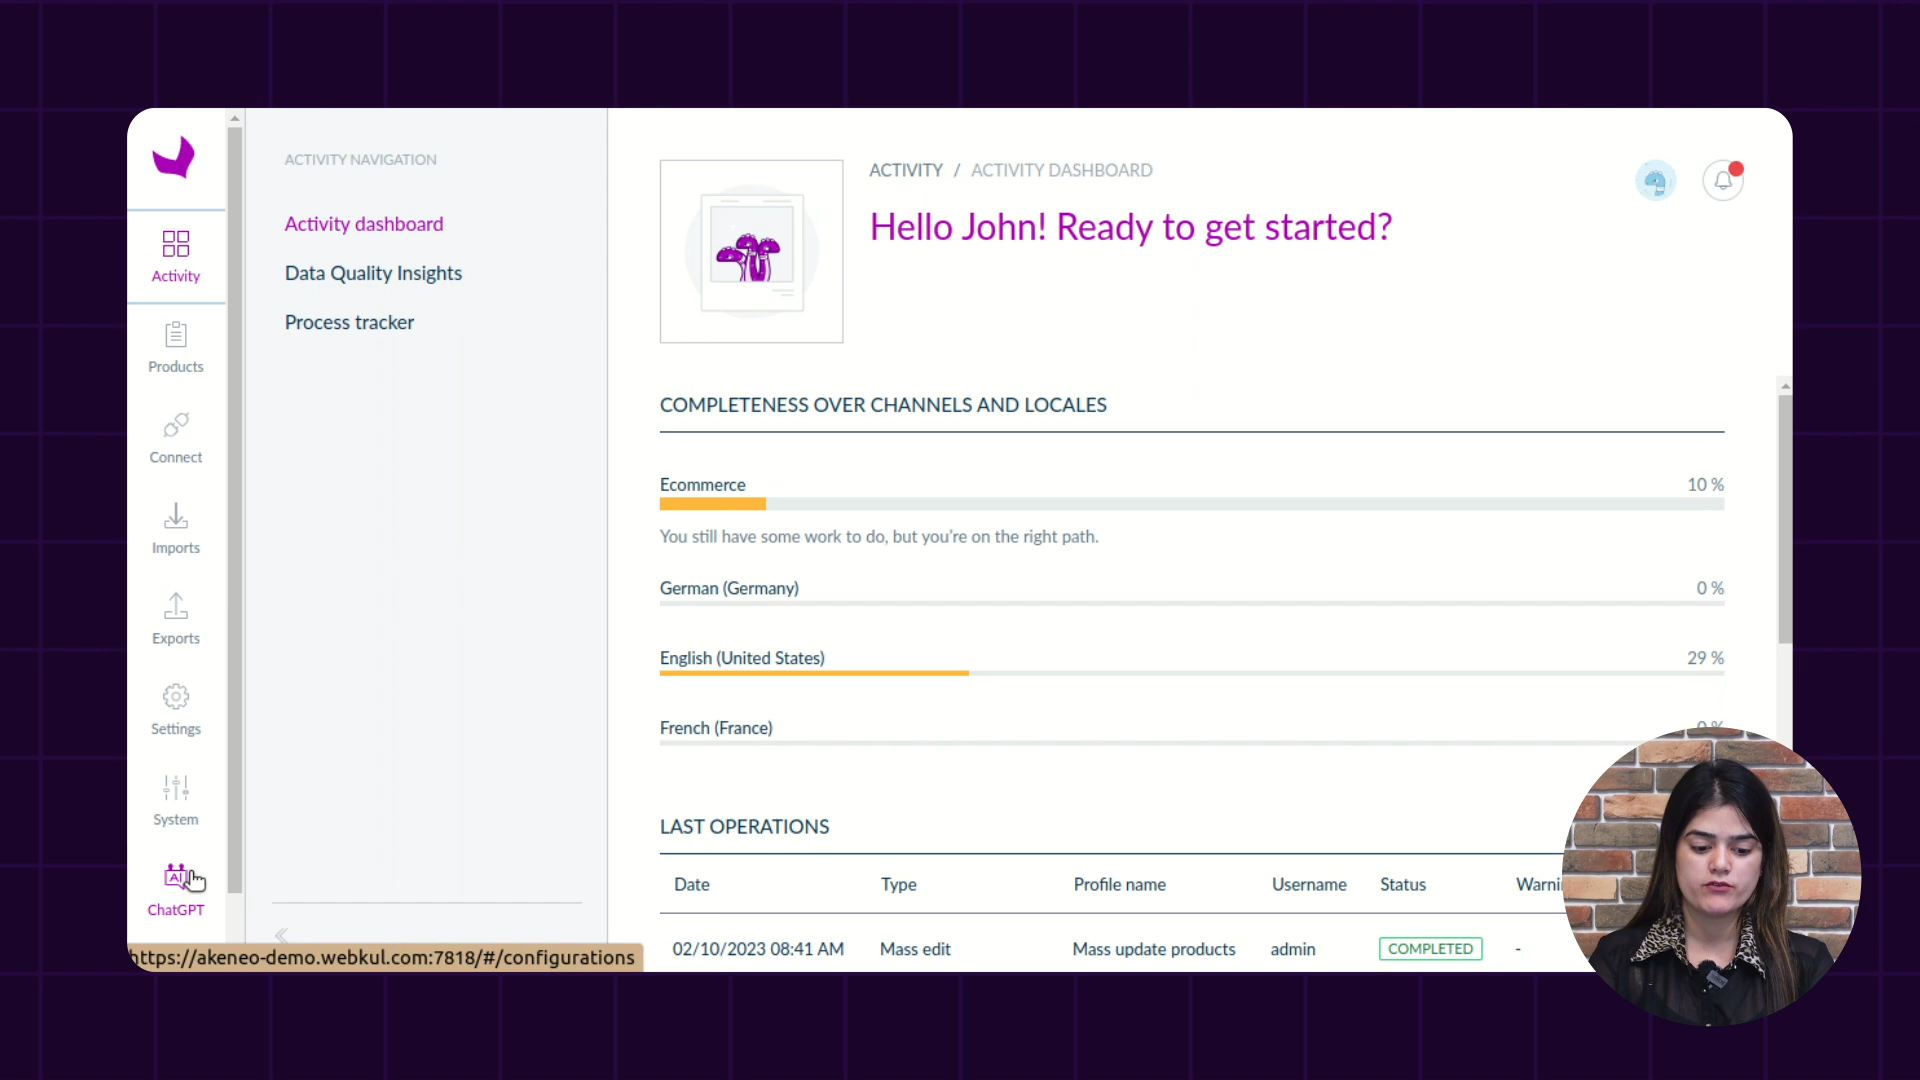 ACTIVITY NAVIGATION
Activity dashboard
Data Quality Insights
Process tracker
Activity
Products
Connect
Imports
Exports
Settings
System
AI
ChatGPT
https://akeneo-demo.webkul.com:7818/#/configurations
ACTIVITY / ACTIVITY DASHBOARD
Hello John! Ready to get started?
COMPLETENESS OVER CHANNELS AND LOCALES
Ecommerce 10 %
You still have some work to do, but you're on the right path.
German (Germany) 0 %
English (United States) 29 %
French (France)
LAST OPERATIONS
Date Type Profile name Username Status
02/10/2023 08:41 AM Mass edit Mass update products admin COMPLETED -